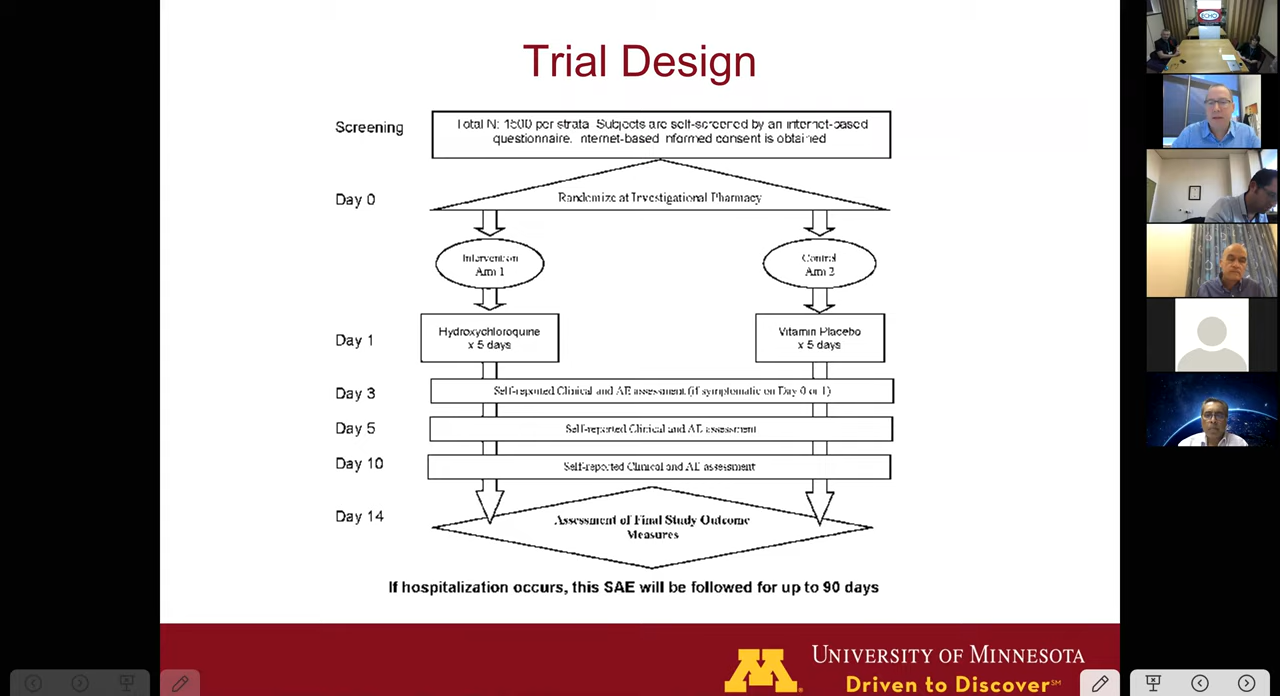 Trial Design
Screening
Total N: 1500 per strata Subjects are self-screened by an internet-based
questionnaire. Internet-based informed consent is obtained
Day 0
Randomize at Investigational Pharmacy
Intervention
Arm 1
Control
Arm 2
Day 1
Hydroxychloroquine
x 5 days
Vitamin Placebo
x 5 days
Day 3
Self-reported Clinical and AE assessment (if symptomatic on Day 0 or 1)
Day 5
Self-reported Clinical and AE assessment
Day 10
Self-reported Clinical and AE assessment
Day 14
Assessment of Final Study Outcome
Measures
If hospitalization occurs, this SAE will be followed for up to 90 days
M
UNIVERSITY OF MINNESOTA
Driven to Discover℠
ECHO